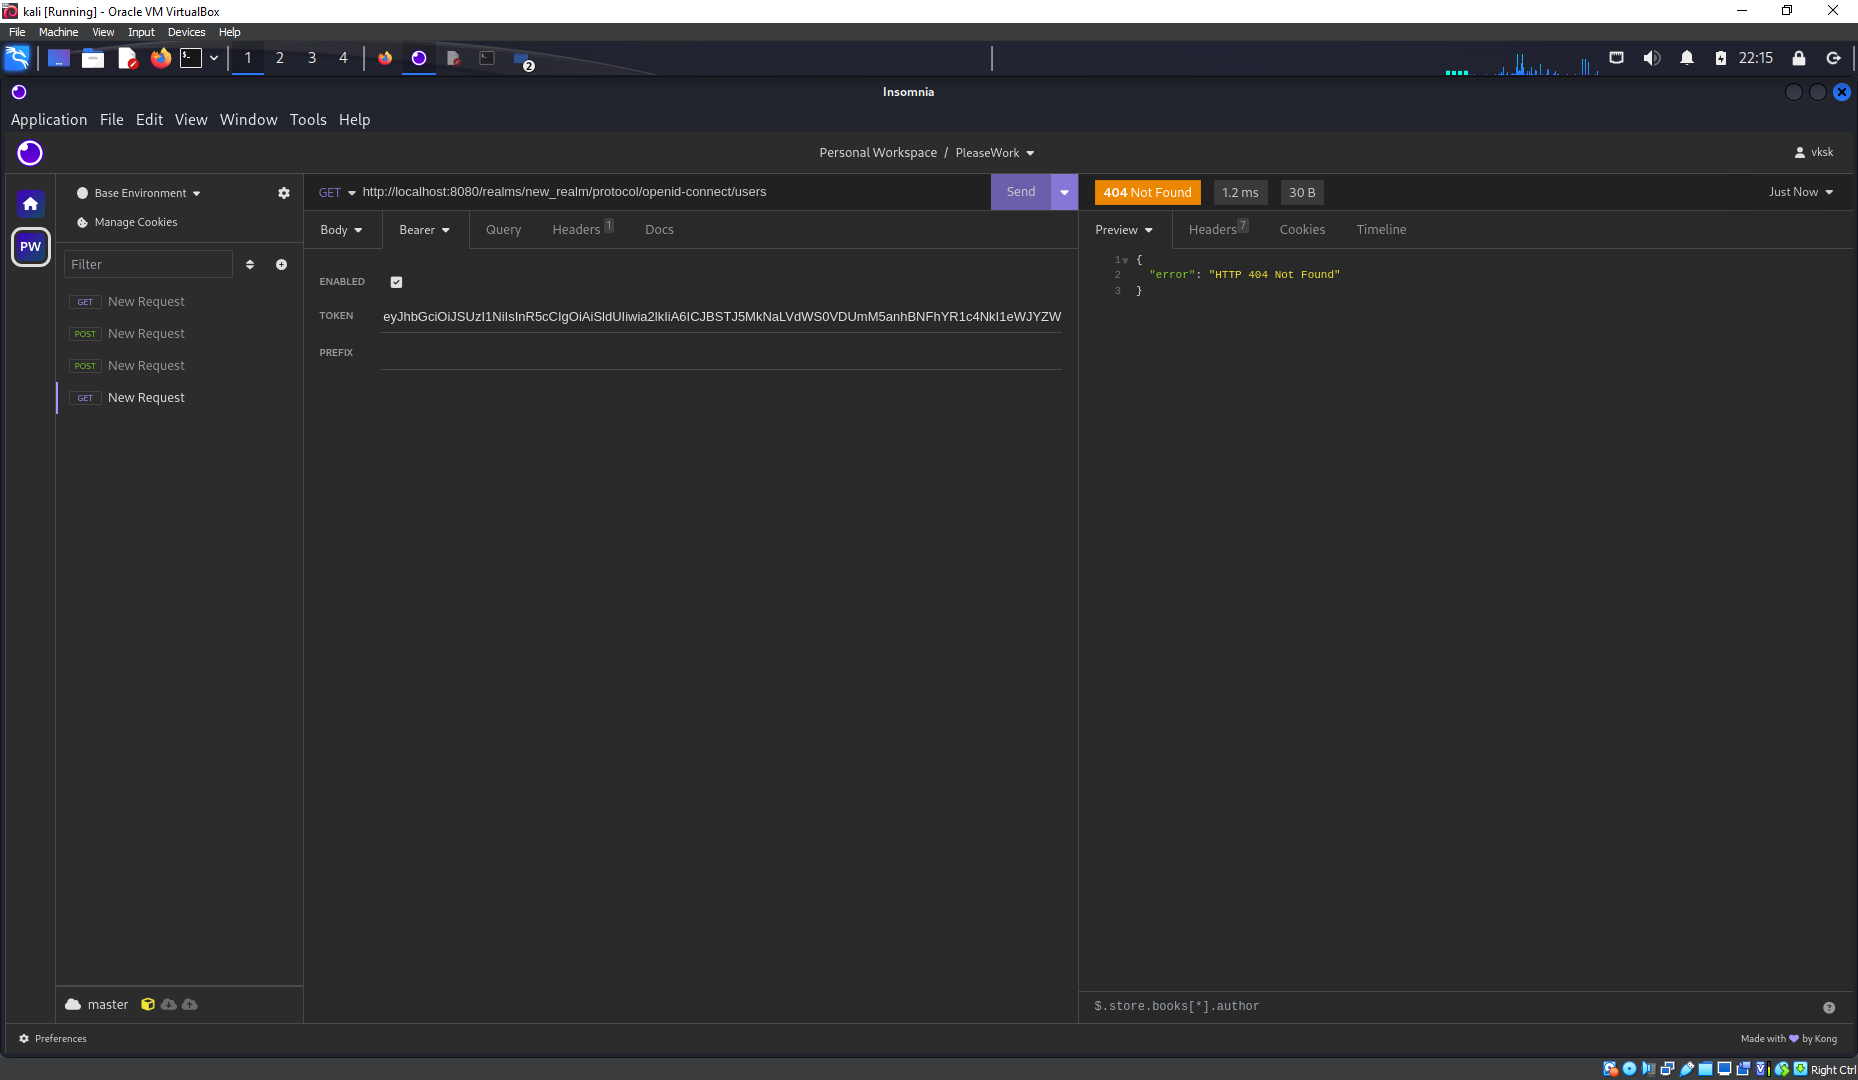 kali [Running] - Oracle VM VirtualBox
File Machine View Input Devices Help
1 2 3 4 2 22:15
Insomnia
Application File Edit View Window Tools Help
Personal Workspace / PleaseWork vksk
PW
Base Environment
Manage Cookies
Filter
GET New Request
POST New Request
POST New Request
GET New Request
master
GET http://localhost:8080/realms/new_realm/protocol/openid-connect/users Send
Body Bearer Query Headers 1 Docs
ENABLED
TOKEN
PREFIX
404 Not Found 1.2 ms 30 B Just Now
Preview Headers 7 Cookies Timeline
1 {
2 "error": "HTTP 404 Not Found"
3 }
$.store.books[*].author
Preferences Made with by Kong
Right Ctrl